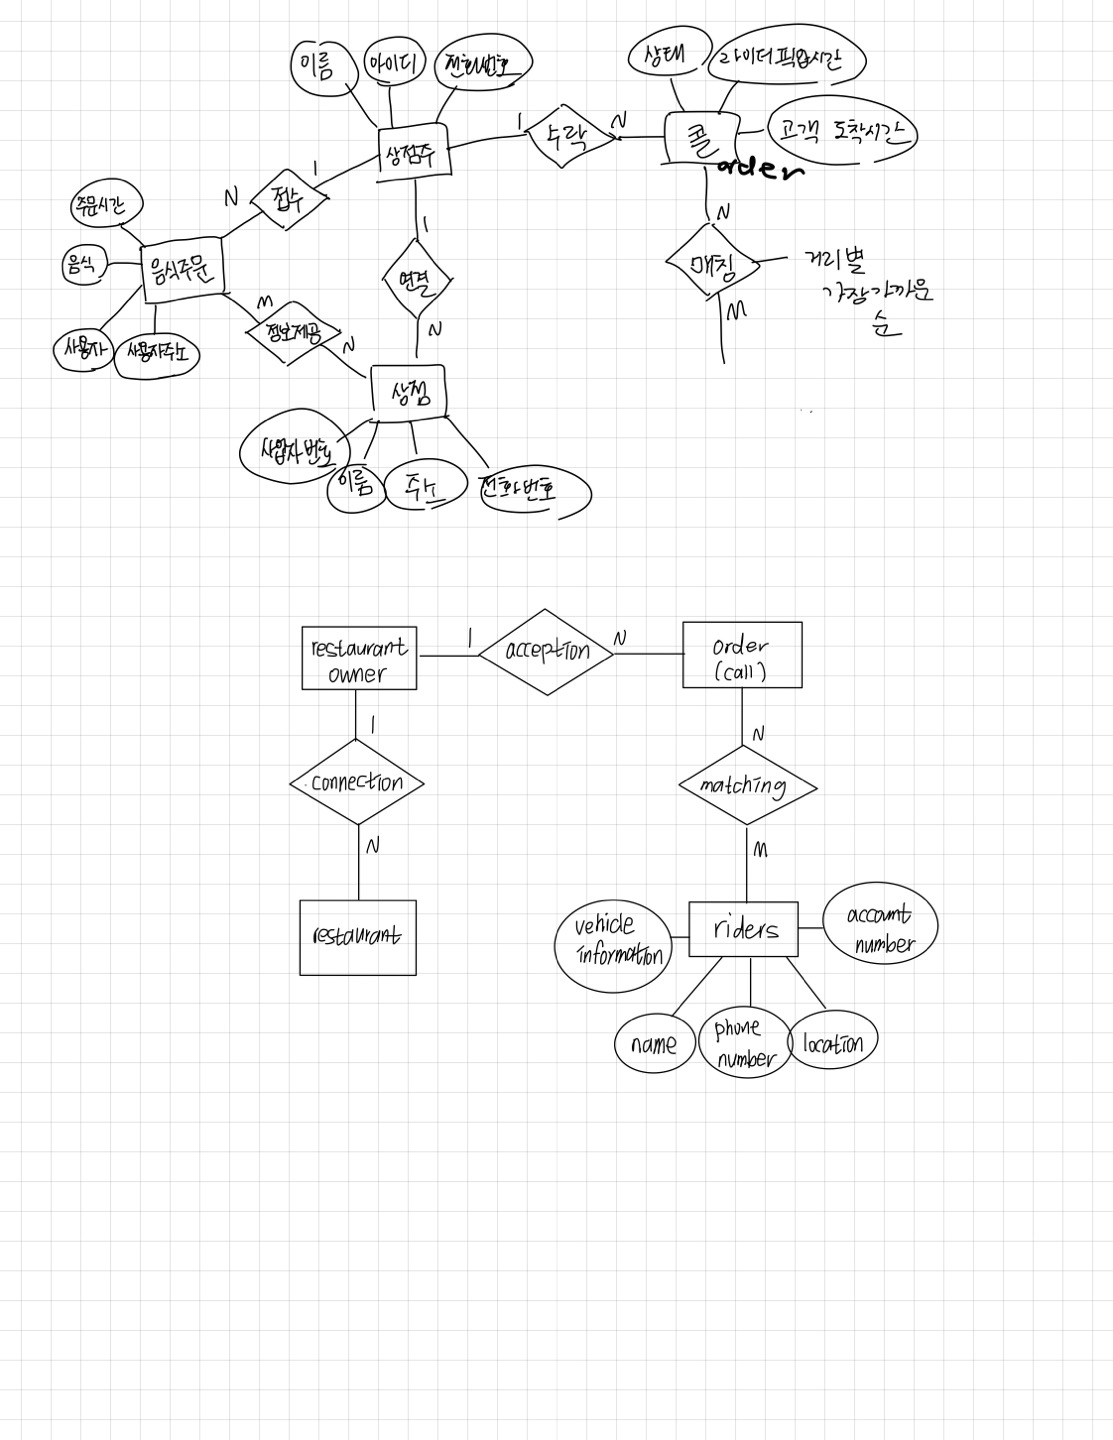 이름
아이디
전화번호
상태
라이더 픽업시간
상점주
1
수락
N
콜
order
고객 도착시간
1
N
접수
주문시간
음식
음식주문
사용자
사용자주소
M
정보제공
N
1
연결
N
상점
사업자 번호
이름
주소
전화번호
N
매칭
M
거리별
가장 가까운
순
restaurant
owner
1
acception
N
order
(call)
1
connection
N
restaurant
N
matching
M
riders
vehicle
information
account
number
name
phone
number
location